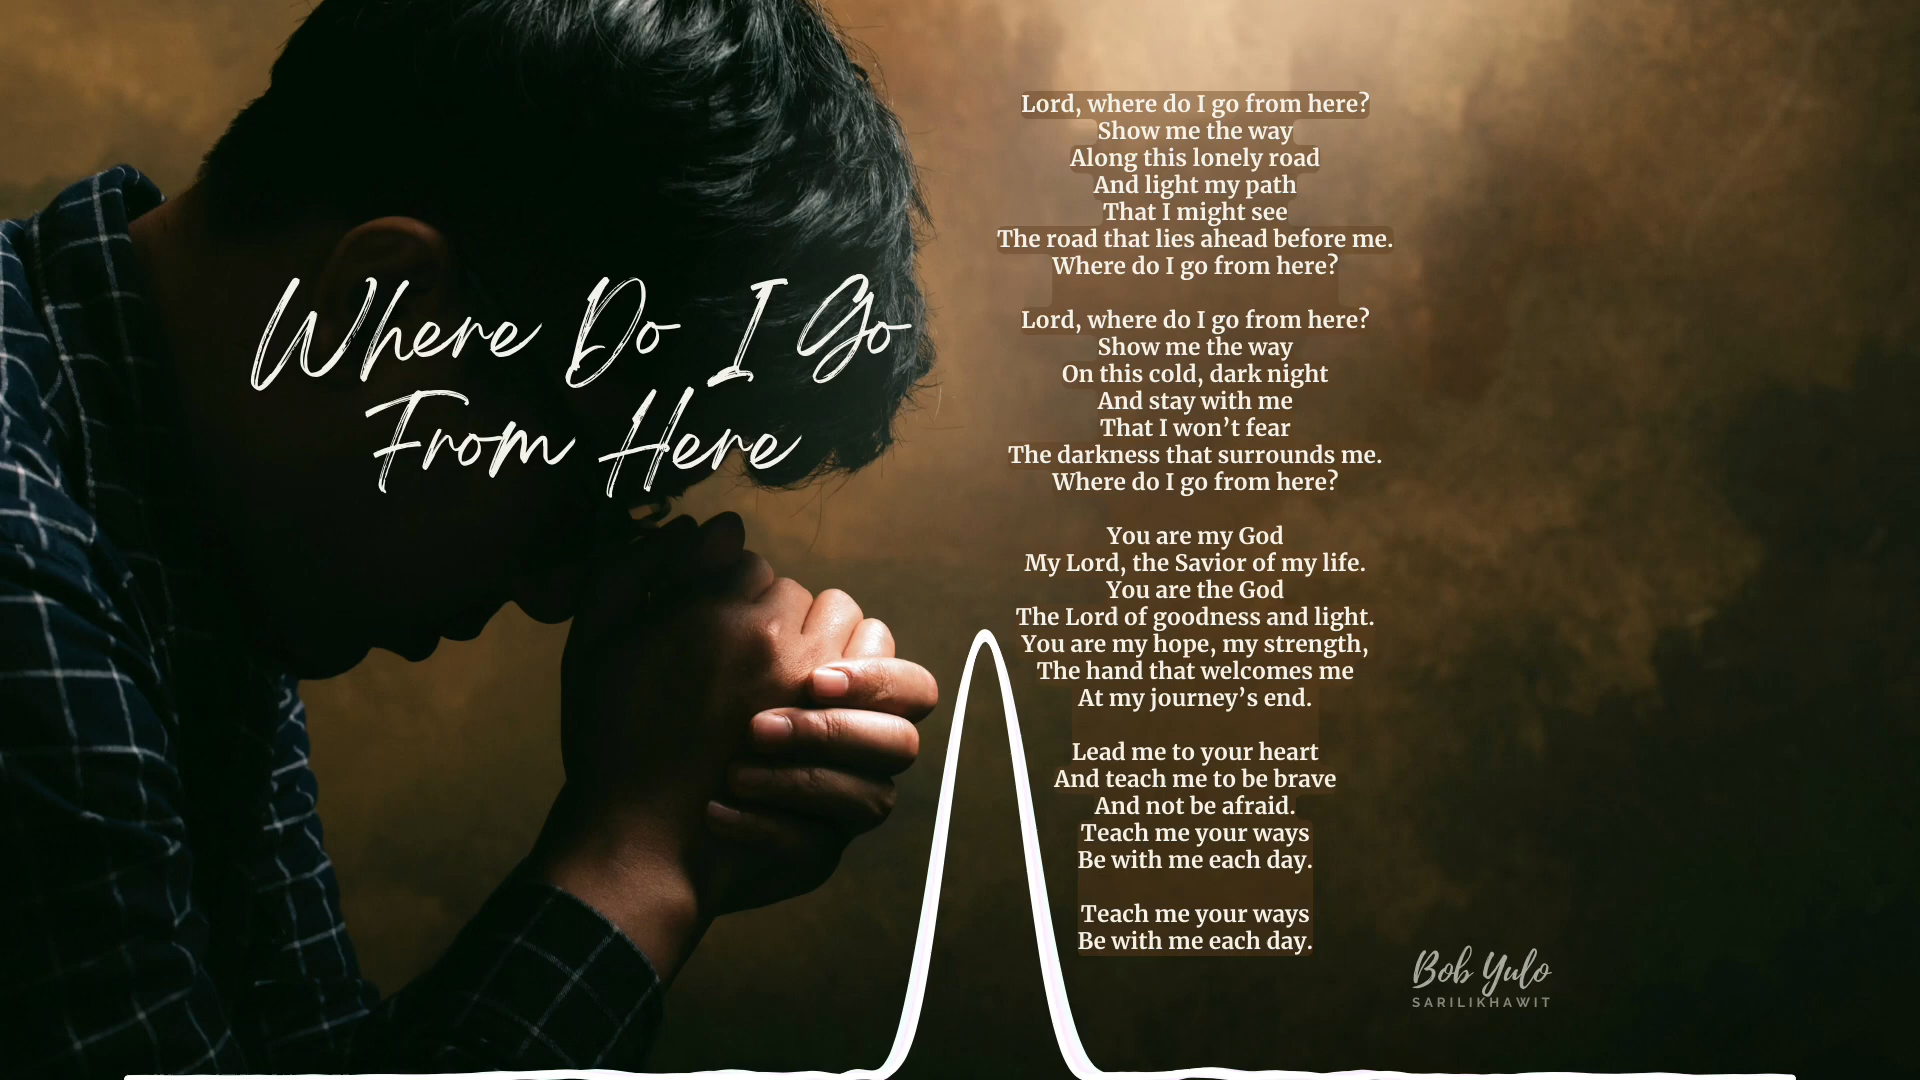 Where Do I Go
From Here
Lord, where do I go from here?
Show me the way
Along this lonely road
And light my path
That I might see
The road that lies ahead before me.
Where do I go from here?
Lord, where do I go from here?
Show me the way
On this cold, dark night
And stay with me
That I won’t fear
The darkness that surrounds me.
Where do I go from here?
You are my God
My Lord, the Savior of my life.
You are the God
The Lord of goodness and light.
You are my hope, my strength,
The hand that welcomes me
At my journey’s end.
Lead me to your heart
And teach me to be brave
And not be afraid.
Teach me your ways
Be with me each day.
Teach me your ways
Be with me each day.
Bob Yulo
SARILIKHAWIT